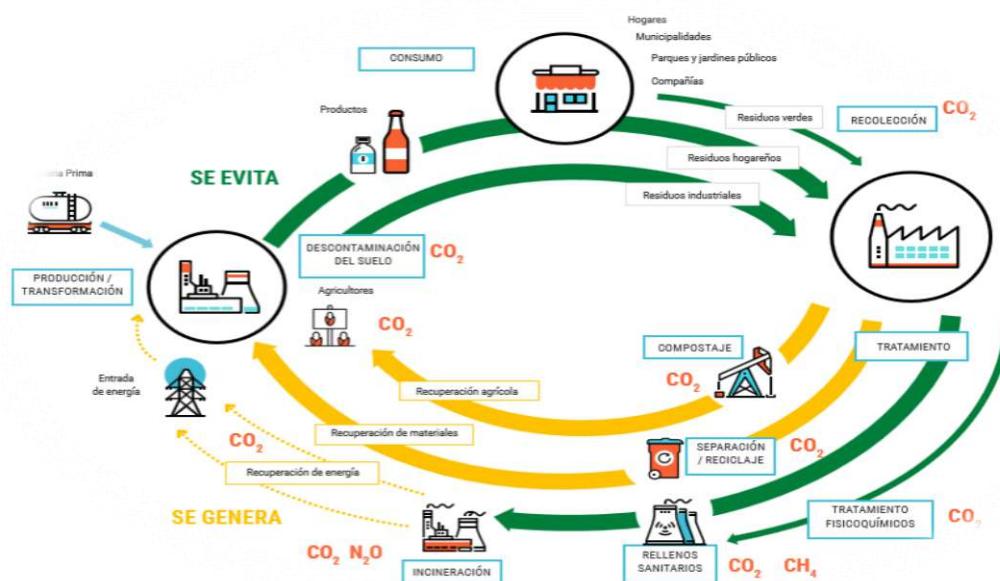 Hogares
Municipalidades
Parques y jardines públicos
Compañías
CONSUMO
Productos
Residuos verdes
RECOLECCIÓN
CO2
Residuos hogareños
SE EVITA
Residuos industriales
Prima
DESCONTAMINACIÓN
DEL SUELO
CO2
PRODUCCIÓN /
TRANSFORMACIÓN
Agricultores
CO2
COMPOSTAJE
CO2
TRATAMIENTO
Entrada
de energía
Recuperación agrícola
Recuperación de materiales
CO2
SEPARACIÓN
/ RECICLAJE
CO2
Recuperación de energía
SE GENERA
TRATAMIENTO
FISICOQUÍMICOS
CO2
CO2 N2O
INCINERACIÓN
RELLENOS
SANITARIOS
CO2 CH4